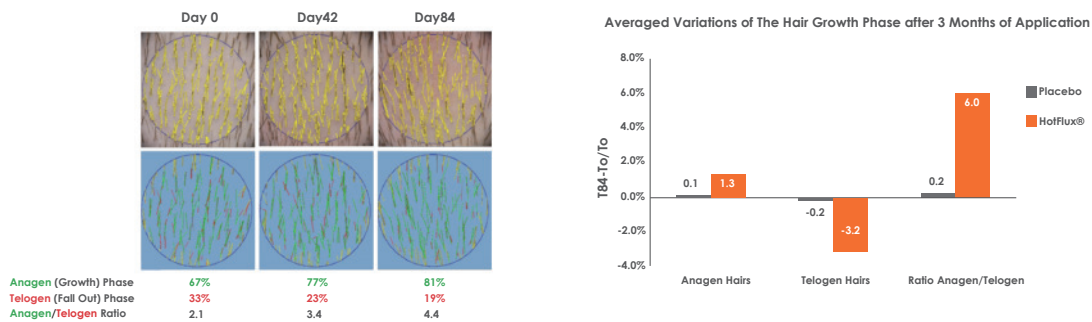 Day 0 Day42 Day84
Anagen (Growth) Phase 67% 77% 81%
Telogen (Fall Out) Phase 33% 23% 19%
Anagen/Telogen Ratio 2.1 3.4 4.4
Averaged Variations of The Hair Growth Phase after 3 Months of Application
T84-To/To
8.0%
6.0%
4.0%
2.0%
0.0%
-2.0%
-4.0%
0.1 1.3
-0.2 -3.2
0.2 6.0
Anagen Hairs Telogen Hairs Ratio Anagen/Telogen
Placebo
HotFlux®